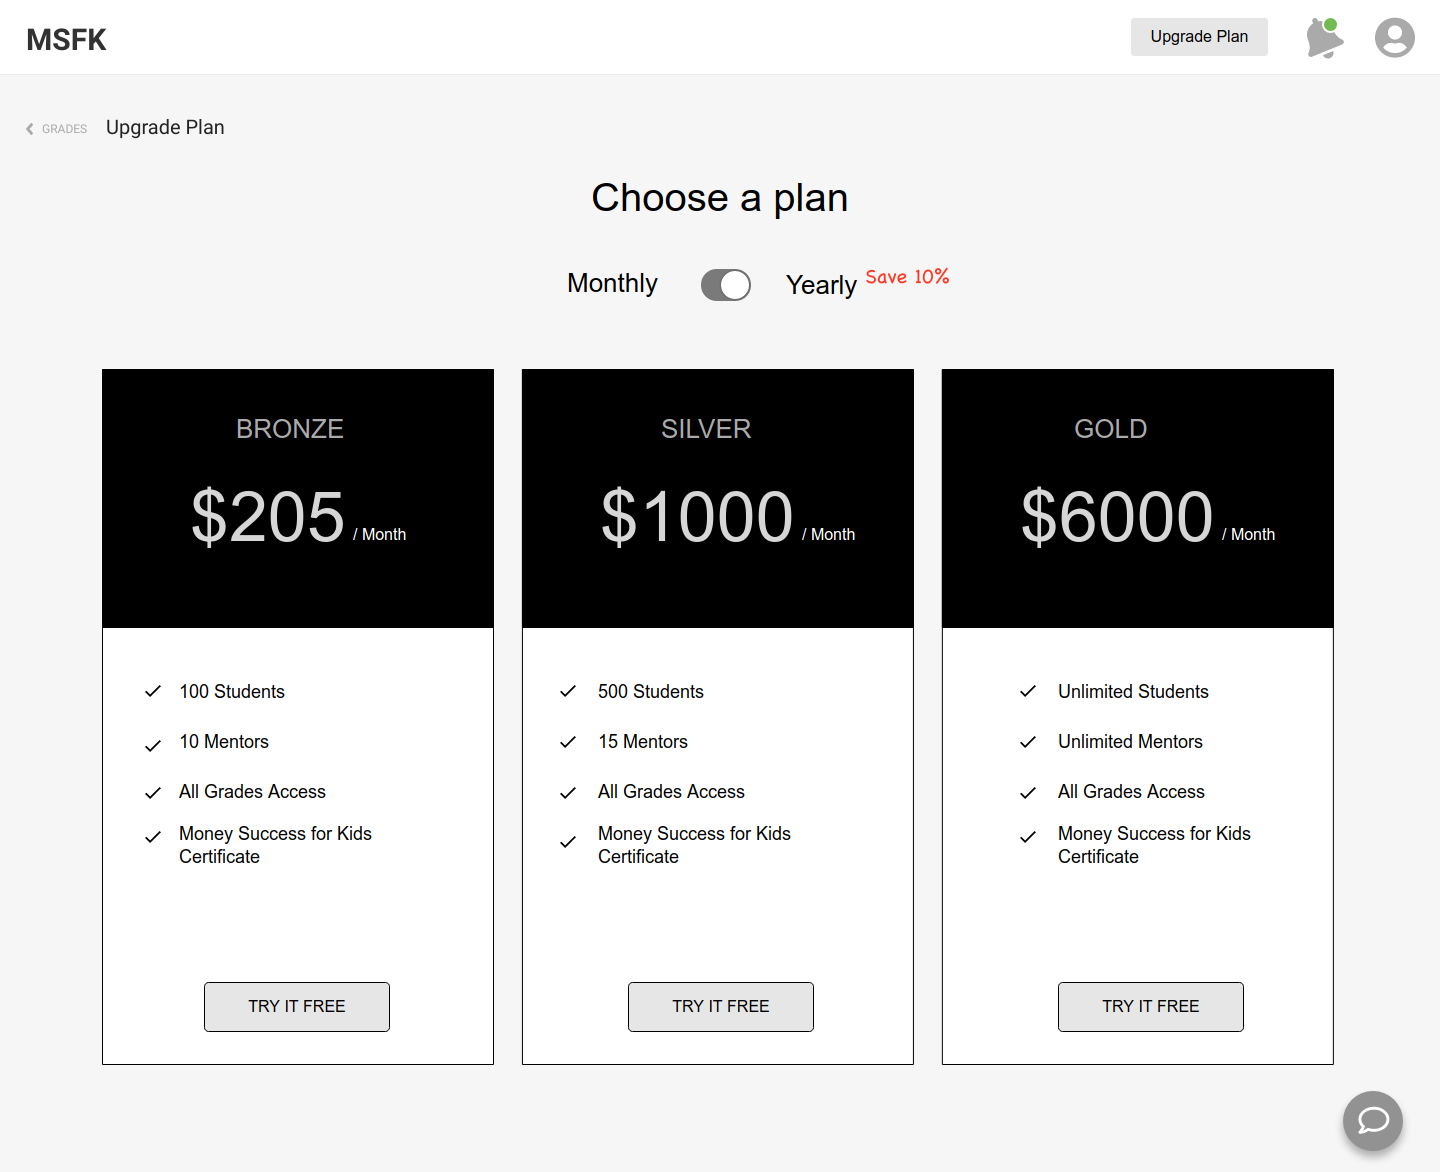 MSFK
Upgrade Plan
GRADES
Upgrade Plan
Choose a plan
Monthly
Yearly
Save 10%
BRONZE
$205 / Month
100 Students
10 Mentors
All Grades Access
Money Success for Kids
Certificate
TRY IT FREE
SILVER
$1000 / Month
500 Students
15 Mentors
All Grades Access
Money Success for Kids
Certificate
TRY IT FREE
GOLD
$6000 / Month
Unlimited Students
Unlimited Mentors
All Grades Access
Money Success for Kids
Certificate
TRY IT FREE